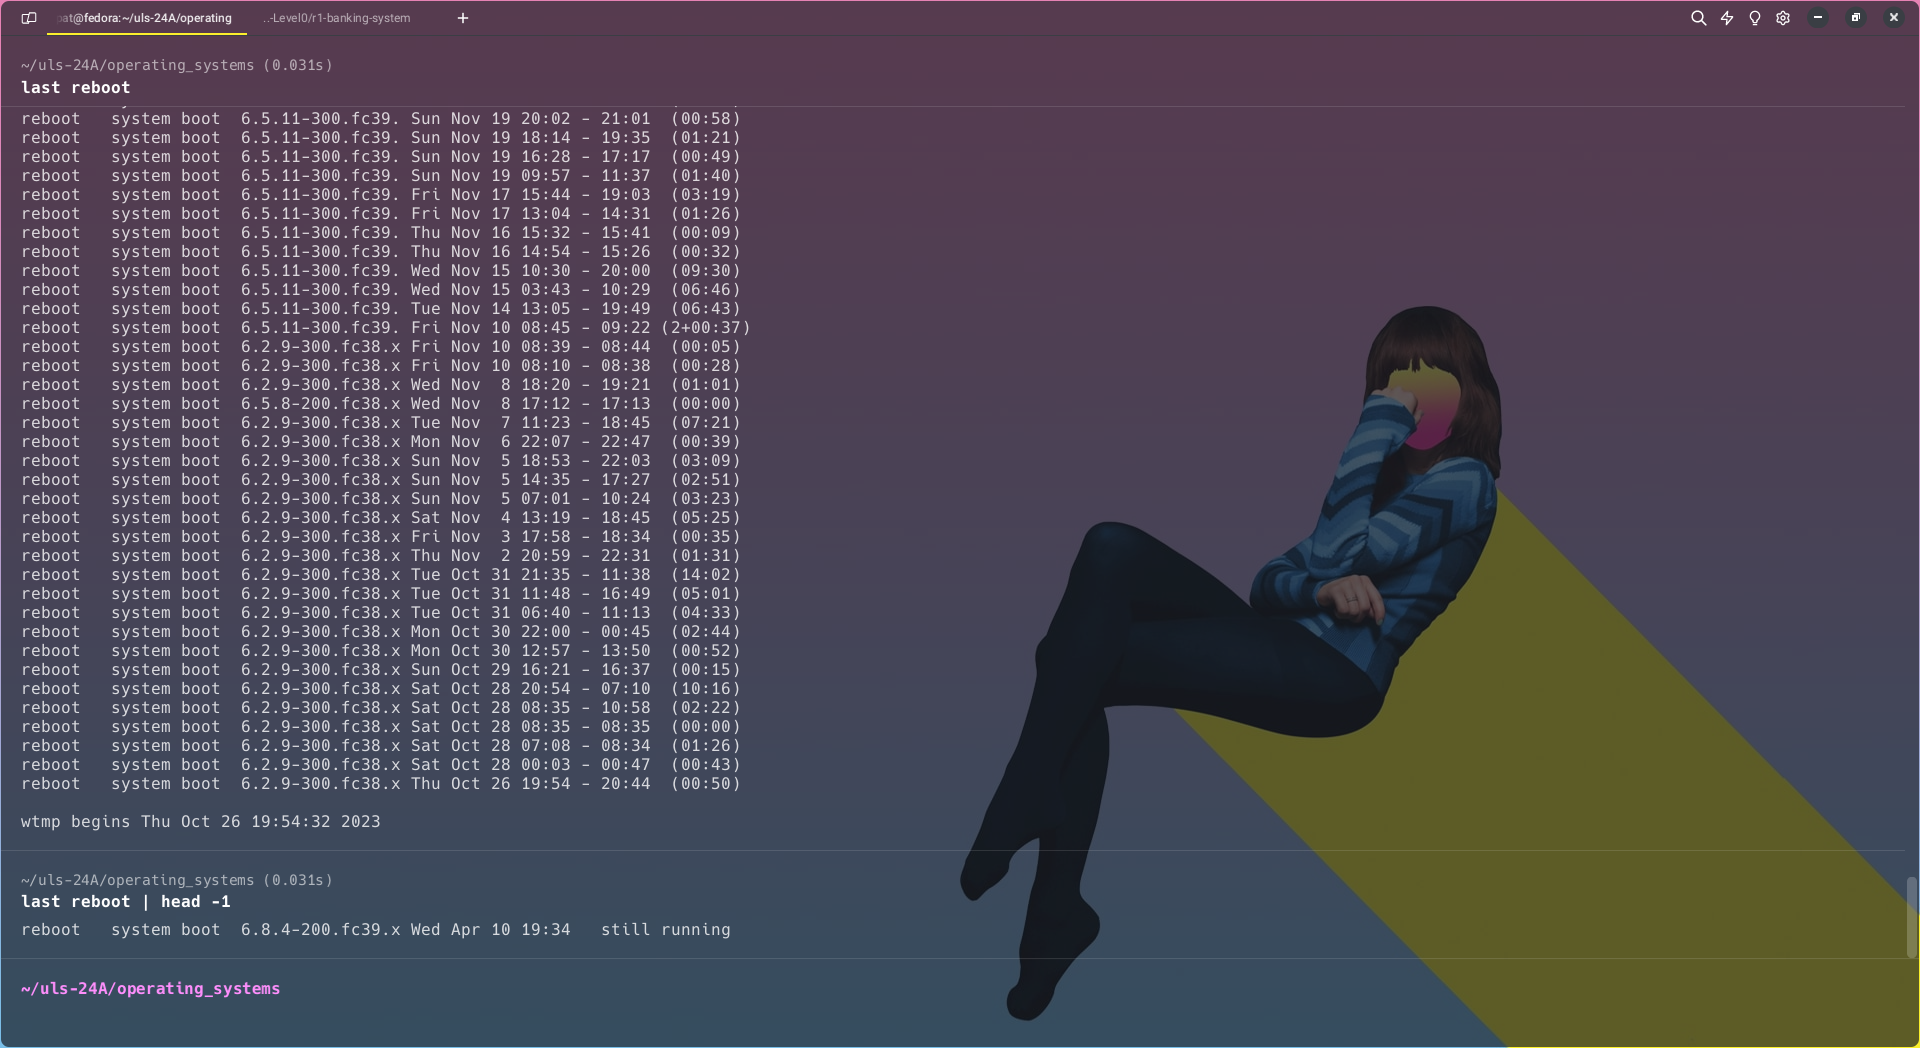 at@fedora:~/uls-24A/operating
..-Level0/r1-banking-system
~/uls-24A/operating_systems (0.031s)
last reboot
reboot   system boot  6.5.11-300.fc39. Sun Nov 19 20:02 - 21:01  (00:58)
reboot   system boot  6.5.11-300.fc39. Sun Nov 19 18:14 - 19:35  (01:21)
reboot   system boot  6.5.11-300.fc39. Sun Nov 19 16:28 - 17:17  (00:49)
reboot   system boot  6.5.11-300.fc39. Sun Nov 19 09:57 - 11:37  (01:40)
reboot   system boot  6.5.11-300.fc39. Fri Nov 17 15:44 - 19:03  (03:19)
reboot   system boot  6.5.11-300.fc39. Fri Nov 17 13:04 - 14:31  (01:26)
reboot   system boot  6.5.11-300.fc39. Thu Nov 16 15:32 - 15:41  (00:09)
reboot   system boot  6.5.11-300.fc39. Thu Nov 16 14:54 - 15:26  (00:32)
reboot   system boot  6.5.11-300.fc39. Wed Nov 15 10:30 - 20:00  (09:30)
reboot   system boot  6.5.11-300.fc39. Wed Nov 15 03:43 - 10:29  (06:46)
reboot   system boot  6.5.11-300.fc39. Tue Nov 14 13:05 - 19:49  (06:43)
reboot   system boot  6.5.11-300.fc39. Fri Nov 10 08:45 - 09:22 (2+00:37)
reboot   system boot  6.2.9-300.fc38.x Fri Nov 10 08:39 - 08:44  (00:05)
reboot   system boot  6.2.9-300.fc38.x Fri Nov 10 08:10 - 08:38  (00:28)
reboot   system boot  6.2.9-300.fc38.x Wed Nov  8 18:20 - 19:21  (01:01)
reboot   system boot  6.5.8-200.fc38.x Wed Nov  8 17:12 - 17:13  (00:00)
reboot   system boot  6.2.9-300.fc38.x Tue Nov  7 11:23 - 18:45  (07:21)
reboot   system boot  6.2.9-300.fc38.x Mon Nov  6 22:07 - 22:47  (00:39)
reboot   system boot  6.2.9-300.fc38.x Sun Nov  5 18:53 - 22:03  (03:09)
reboot   system boot  6.2.9-300.fc38.x Sun Nov  5 14:35 - 17:27  (02:51)
reboot   system boot  6.2.9-300.fc38.x Sun Nov  5 07:01 - 10:24  (03:23)
reboot   system boot  6.2.9-300.fc38.x Sat Nov  4 13:19 - 18:45  (05:25)
reboot   system boot  6.2.9-300.fc38.x Fri Nov  3 17:58 - 18:34  (00:35)
reboot   system boot  6.2.9-300.fc38.x Thu Nov  2 20:59 - 22:31  (01:31)
reboot   system boot  6.2.9-300.fc38.x Tue Oct 31 21:35 - 11:38  (14:02)
reboot   system boot  6.2.9-300.fc38.x Tue Oct 31 11:48 - 16:49  (05:01)
reboot   system boot  6.2.9-300.fc38.x Tue Oct 31 06:40 - 11:13  (04:33)
reboot   system boot  6.2.9-300.fc38.x Mon Oct 30 22:00 - 00:45  (02:44)
reboot   system boot  6.2.9-300.fc38.x Mon Oct 30 12:57 - 13:50  (00:52)
reboot   system boot  6.2.9-300.fc38.x Sun Oct 29 16:21 - 16:37  (00:15)
reboot   system boot  6.2.9-300.fc38.x Sat Oct 28 20:54 - 07:10  (10:16)
reboot   system boot  6.2.9-300.fc38.x Sat Oct 28 08:35 - 10:58  (02:22)
reboot   system boot  6.2.9-300.fc38.x Sat Oct 28 08:35 - 08:35  (00:00)
reboot   system boot  6.2.9-300.fc38.x Sat Oct 28 07:08 - 08:34  (01:26)
reboot   system boot  6.2.9-300.fc38.x Sat Oct 28 00:03 - 00:47  (00:43)
reboot   system boot  6.2.9-300.fc38.x Thu Oct 26 19:54 - 20:44  (00:50)
wtmp begins Thu Oct 26 19:54:32 2023
~/uls-24A/operating_systems (0.031s)
last reboot | head -1
reboot   system boot  6.8.4-200.fc39.x Wed Apr 10 19:34   still running
~/uls-24A/operating_systems